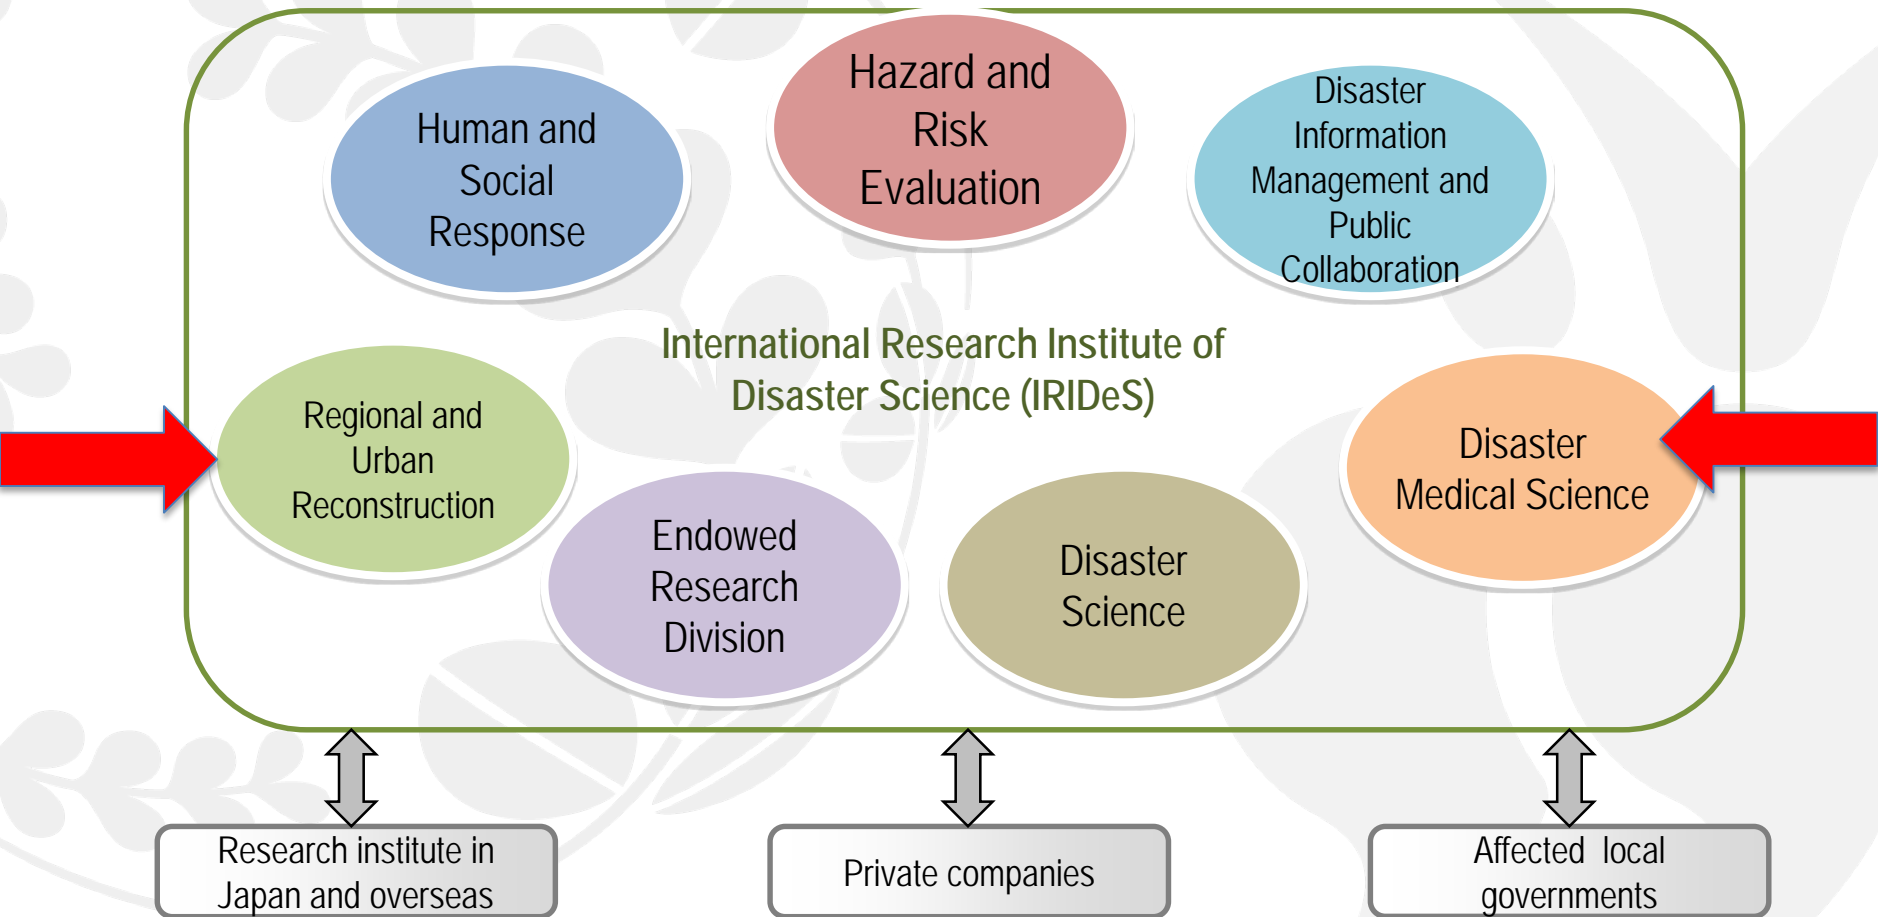 Hazard and
Risk
Evaluation
Human and
Social
Response
Disaster
Information
Management and
Public
Collaboration
International Research Institute of
Disaster Science (IRIDeS)
Regional and
Urban
Reconstruction
Disaster
Medical Science
Endowed
Research
Division
Disaster
Science
Research institute in
Japan and overseas
Private companies
Affected local
governments